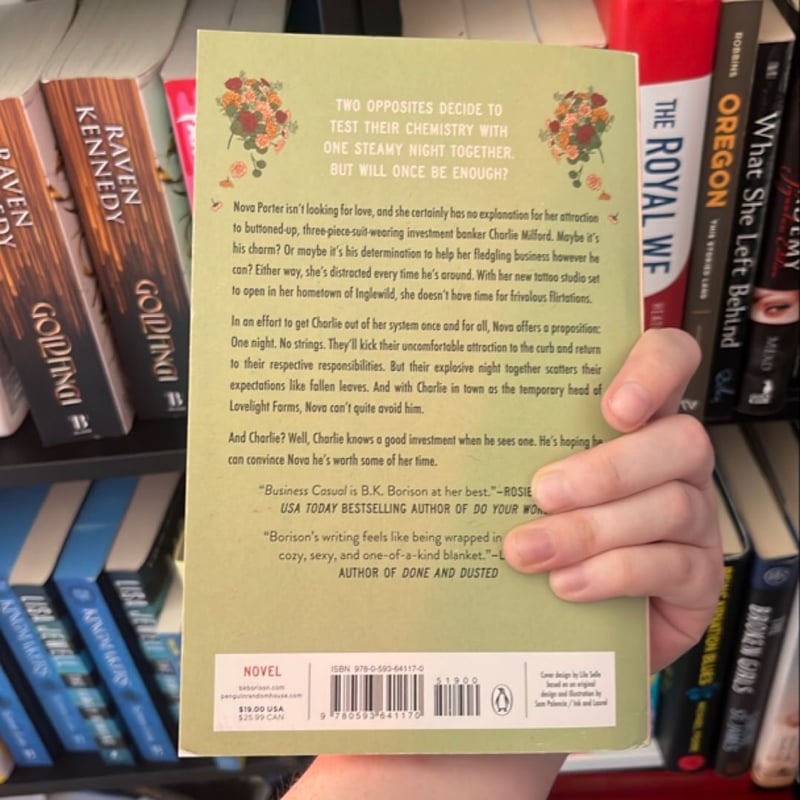 TWO OPPOSITES DECIDE TO
TEST THEIR CHEMISTRY WITH
ONE STEAMY NIGHT TOGETHER.
BUT WILL ONCE BE ENOUGH?
Nova Porter isn't looking for love, and she certainly has no explanation for her attraction
to buttoned-up, three-piece-suit-wearing investment banker Charlie Milford. Maybe it's
his charm? Or maybe it's his determination to help her fledgling business however he
can? Either way, she's distracted every time he's around. With her new tattoo studio set
to open in her hometown of Inglewild, she doesn't have time for frivolous flirtations.
In an effort to get Charlie out of her system once and for all, Nova offers a proposition:
One night. No strings. They'll kick their uncomfortable attraction to the curb and return
to their respective responsibilities. But their explosive night together scatters their
expectations like fallen leaves. And with Charlie in town as the temporary head of
Lovelight Farms, Nova can't quite avoid him.
And Charlie? Well, Charlie knows a good investment when he sees one. He's hoping he
can convince Nova he's worth some of her time.
"Business Casual is B.K. Borison at her best."—ROSIE
USA TODAY BESTSELLING AUTHOR OF DO YOUR
"Borison's writing feels like being wrapped in
cozy, sexy, and one-of-a-kind blanket."—L
AUTHOR OF DONE AND DUSTED
NOVEL
bkborison.com
penguinrandomhouse.com
$19.00 USA
$25.99 CAN
ISBN 978-0-593-64117-0
51900
9 780593 641170
Cover design by Lila Selle
based on an original
design and illustration by
Sam Palencia / Ink and Laurel
RAVEN
KENNEDY
GOLDFINCH
RAVEN
KENNEDY
GOLDFINCH
THE ROYAL WE
ROBBINS
OREGON
THIS STORIED LAND
What She Left Behind
LISA
KINGMAKERS
LISA
KINGMAKERS
THE BROKEN GIRLS